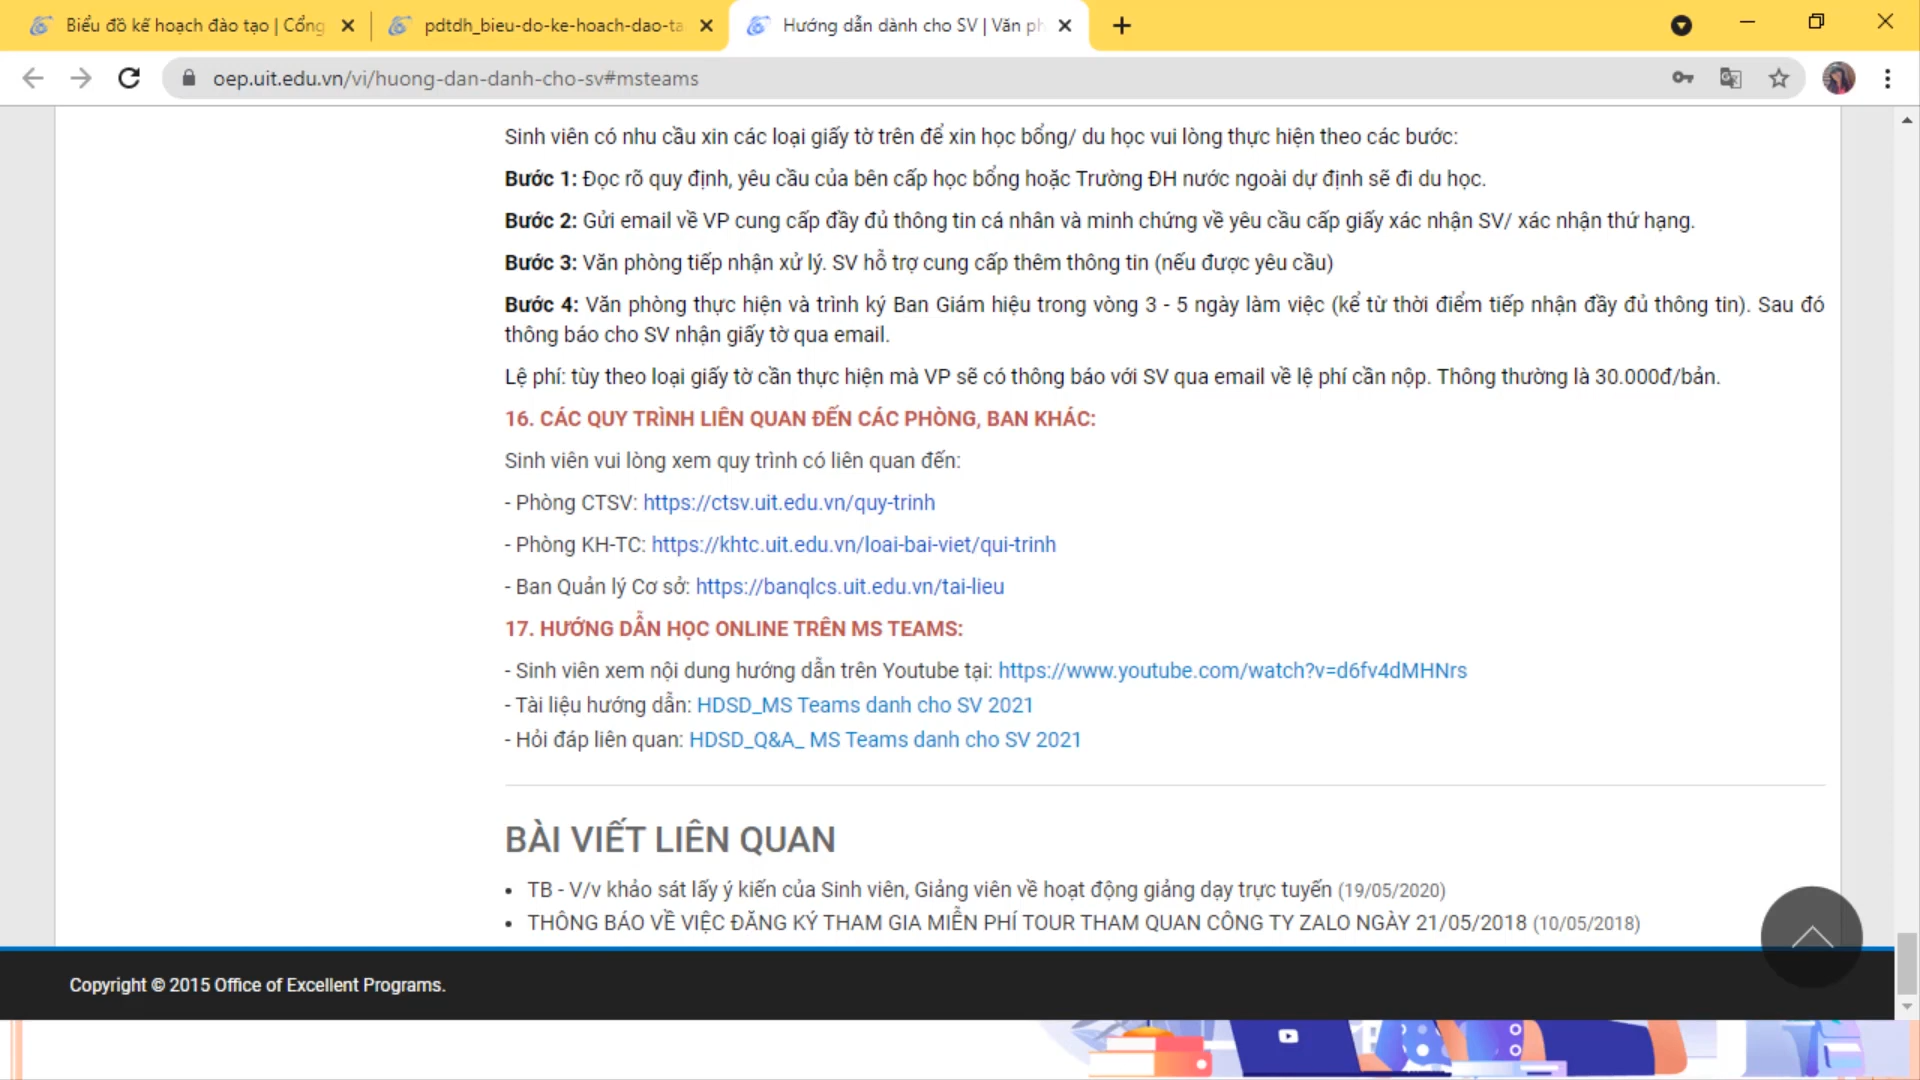 Biểu đồ kế hoạch đào tạo | Cổng
pdtdh_bieu-do-ke-hoach-dao-ta
Hướng dẫn dành cho SV | Văn ph
oep.uit.edu.vn/vi/huong-dan-danh-cho-sv#msteams
Sinh viên có nhu cầu xin các loại giấy tờ trên để xin học bổng/ du học vui lòng thực hiện theo các bước:
Bước 1: Đọc rõ quy định, yêu cầu của bên cấp học bổng hoặc Trường ĐH nước ngoài dự định sẽ đi du học.
Bước 2: Gửi email về VP cung cấp đầy đủ thông tin cá nhân và minh chứng về yêu cầu cấp giấy xác nhận SV/ xác nhận thứ hạng.
Bước 3: Văn phòng tiếp nhận xử lý. SV hỗ trợ cung cấp thêm thông tin (nếu được yêu cầu)
Bước 4: Văn phòng thực hiện và trình ký Ban Giám hiệu trong vòng 3 - 5 ngày làm việc (kể từ thời điểm tiếp nhận đầy đủ thông tin). Sau đó
thông báo cho SV nhận giấy tờ qua email.
Lệ phí: tùy theo loại giấy tờ cần thực hiện mà VP sẽ có thông báo với SV qua email về lệ phí cần nộp. Thông thường là 30.000đ/bản.
16. CÁC QUY TRÌNH LIÊN QUAN ĐẾN CÁC PHÒNG, BAN KHÁC:
Sinh viên vui lòng xem quy trình có liên quan đến:
- Phòng CTSV: https://ctsv.uit.edu.vn/quy-trinh
- Phòng KH-TC: https://khtc.uit.edu.vn/loai-bai-viet/qui-trinh
- Ban Quản lý Cơ sở: https://banqlcs.uit.edu.vn/tai-lieu
17. HƯỚNG DẪN HỌC ONLINE TRÊN MS TEAMS:
- Sinh viên xem nội dung hướng dẫn trên Youtube tại: https://www.youtube.com/watch?v=d6fv4dMHNrs
- Tài liệu hướng dẫn: HDSD_MS Teams danh cho SV 2021
- Hỏi đáp liên quan: HDSD_Q&A_ MS Teams danh cho SV 2021
BÀI VIẾT LIÊN QUAN
• TB - V/v khảo sát lấy ý kiến của Sinh viên, Giảng viên về hoạt động giảng dạy trực tuyến (19/05/2020)
• THÔNG BÁO VỀ VIỆC ĐĂNG KÝ THAM GIA MIỄN PHÍ TOUR THAM QUAN CÔNG TY ZALO NGÀY 21/05/2018 (10/05/2018)
Copyright © 2015 Office of Excellent Programs.